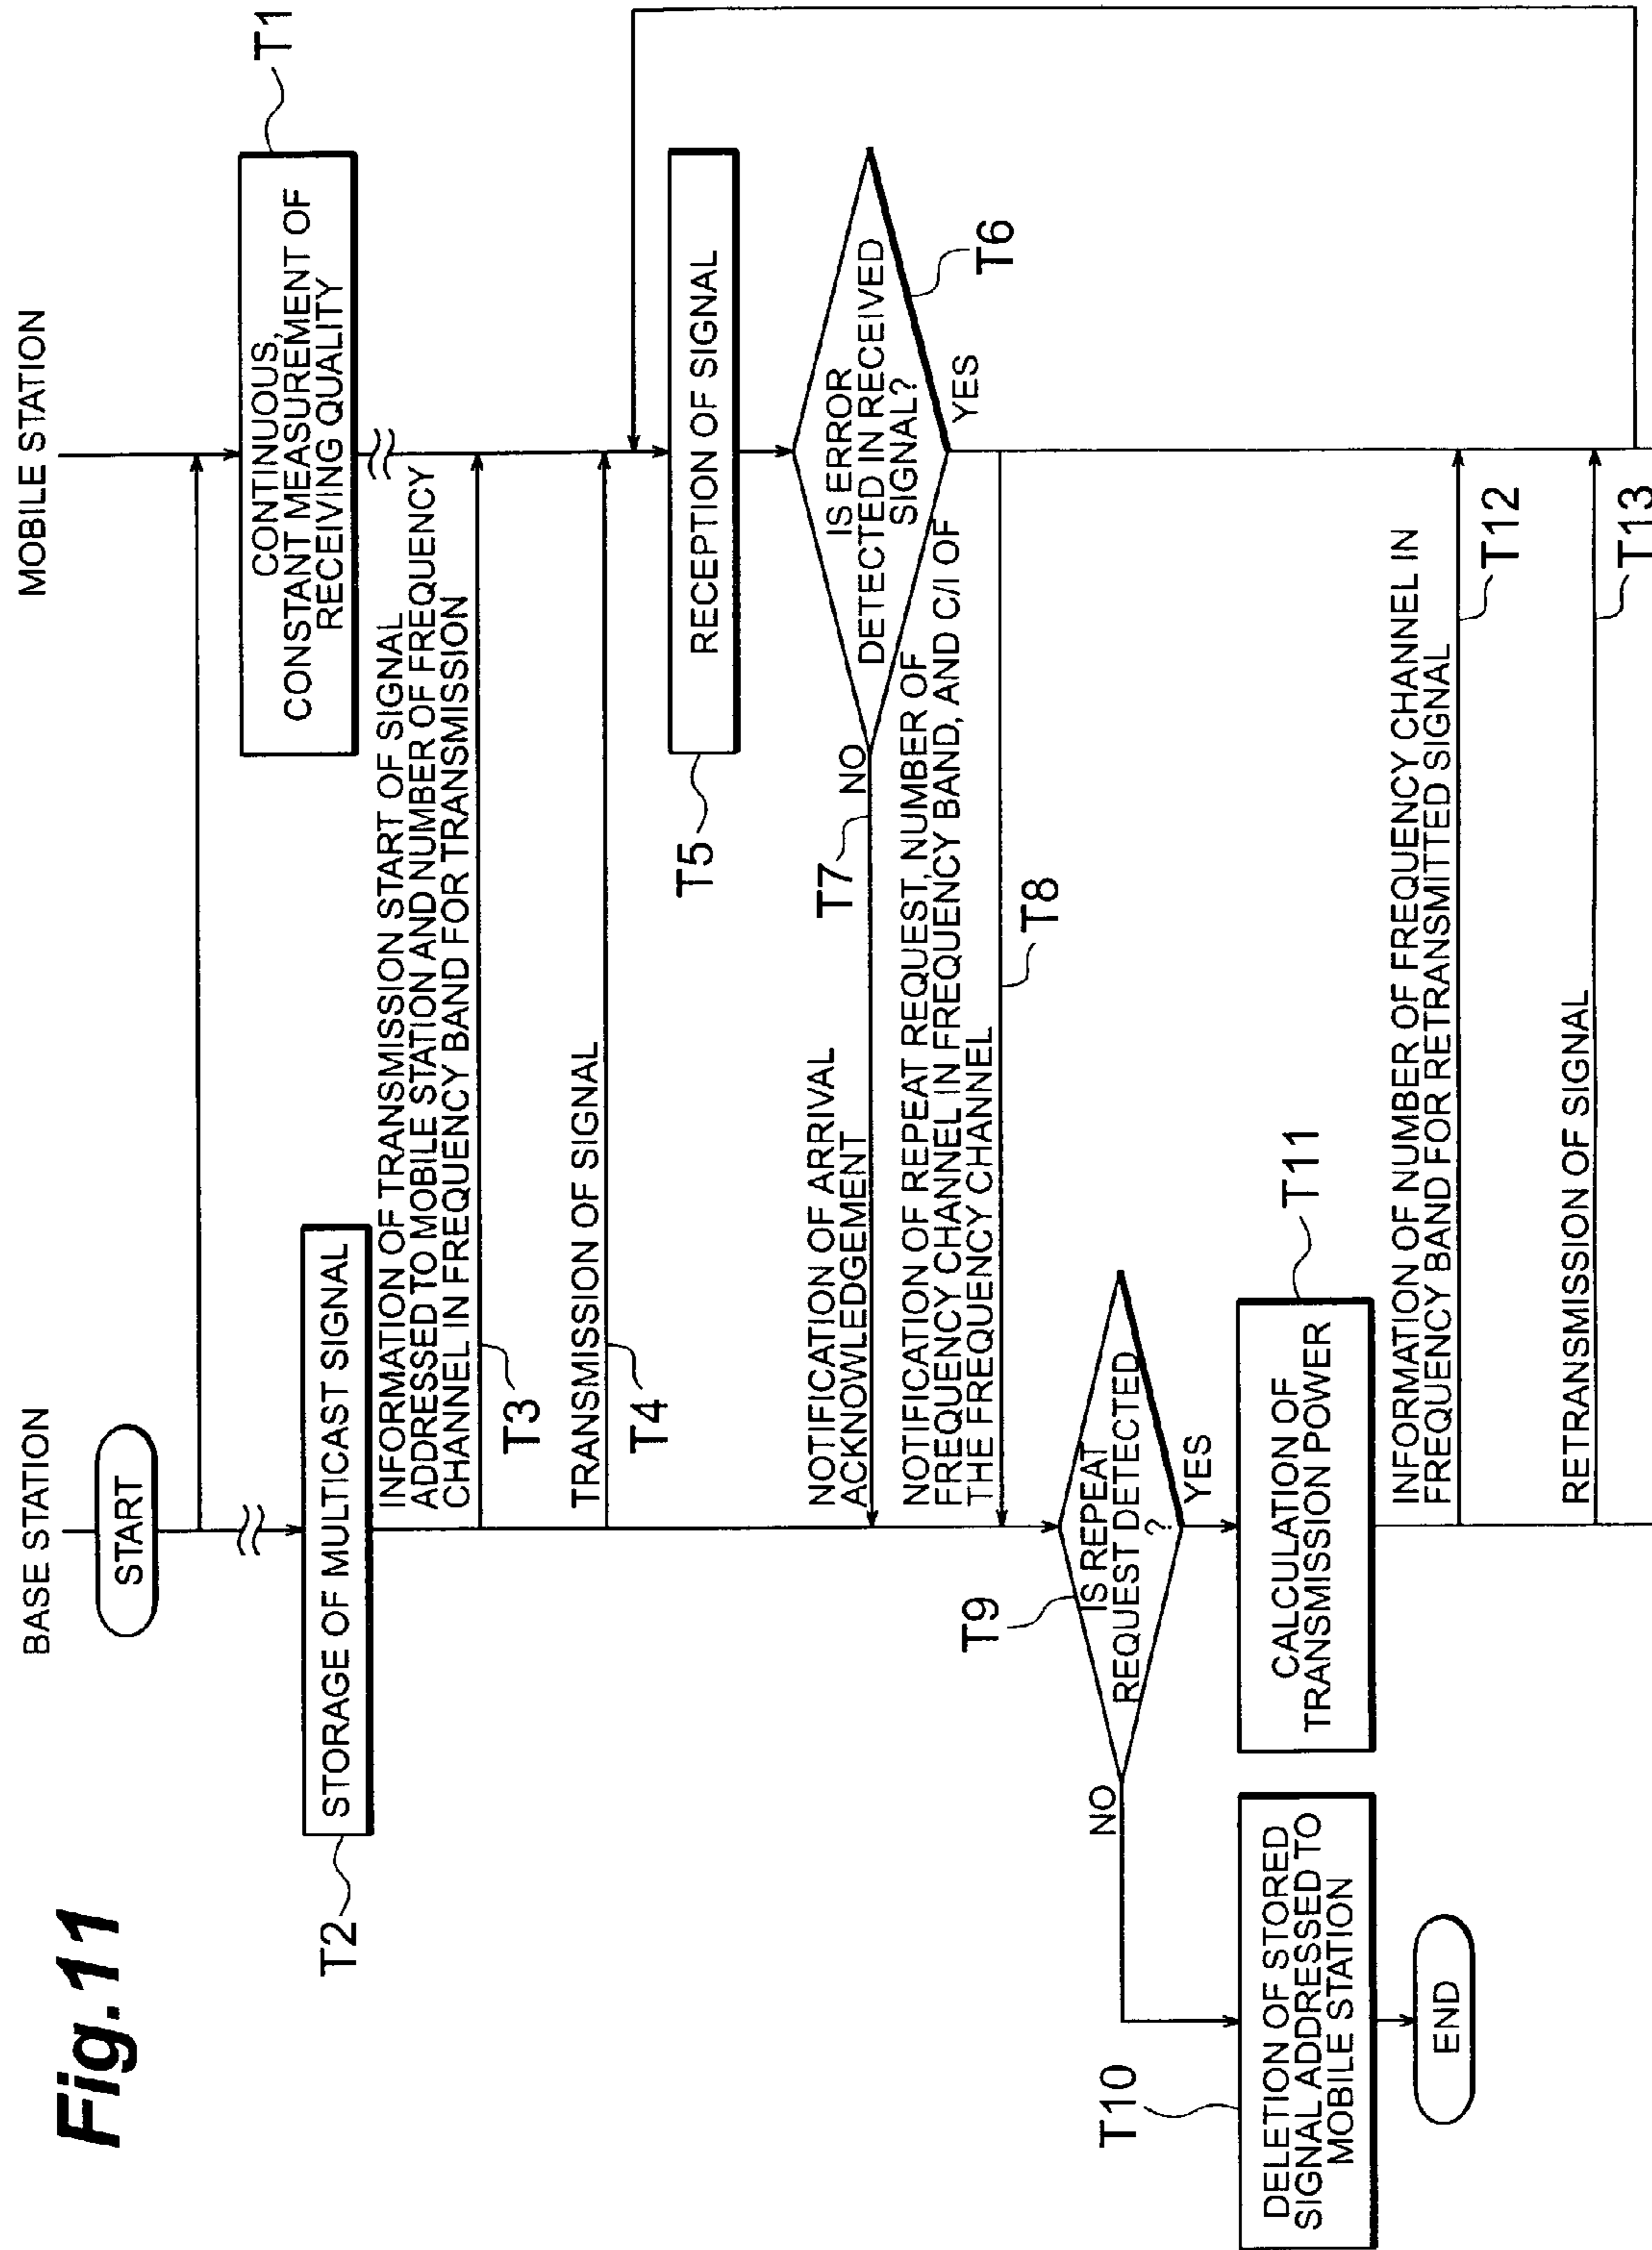 Fig.11
BASE STATION
MOBILE STATION
START
CONTINUOUS,
CONSTANT MEASUREMENT OF
RECEIVING QUALITY
T1
STORAGE OF MULTICAST SIGNAL
T2
INFORMATION OF TRANSMISSION START OF SIGNAL
ADDRESSED TO MOBILE STATION AND NUMBER OF FREQUENCY
CHANNEL IN FREQUENCY BAND FOR TRANSMISSION
T3
TRANSMISSION OF SIGNAL
T4
RECEPTION OF SIGNAL
T5
IS ERROR
DETECTED IN RECEIVED
SIGNAL?
T6
NO
YES
T7
NOTIFICATION OF ARRIVAL
ACKNOWLEDGEMENT
NOTIFICATION OF REPEAT REQUEST, NUMBER OF
FREQUENCY CHANNEL IN FREQUENCY BAND, AND C/I OF
THE FREQUENCY CHANNEL
T8
T9
IS REPEAT
REQUEST DETECTED
?
NO
YES
T10
DELETION OF STORED
SIGNAL ADDRESSED TO
MOBILE STATION
END
CALCULATION OF
TRANSMISSION POWER
T11
INFORMATION OF NUMBER OF FREQUENCY CHANNEL IN
FREQUENCY BAND FOR RETRANSMITTED SIGNAL
T12
RETRANSMISSION OF SIGNAL
T13